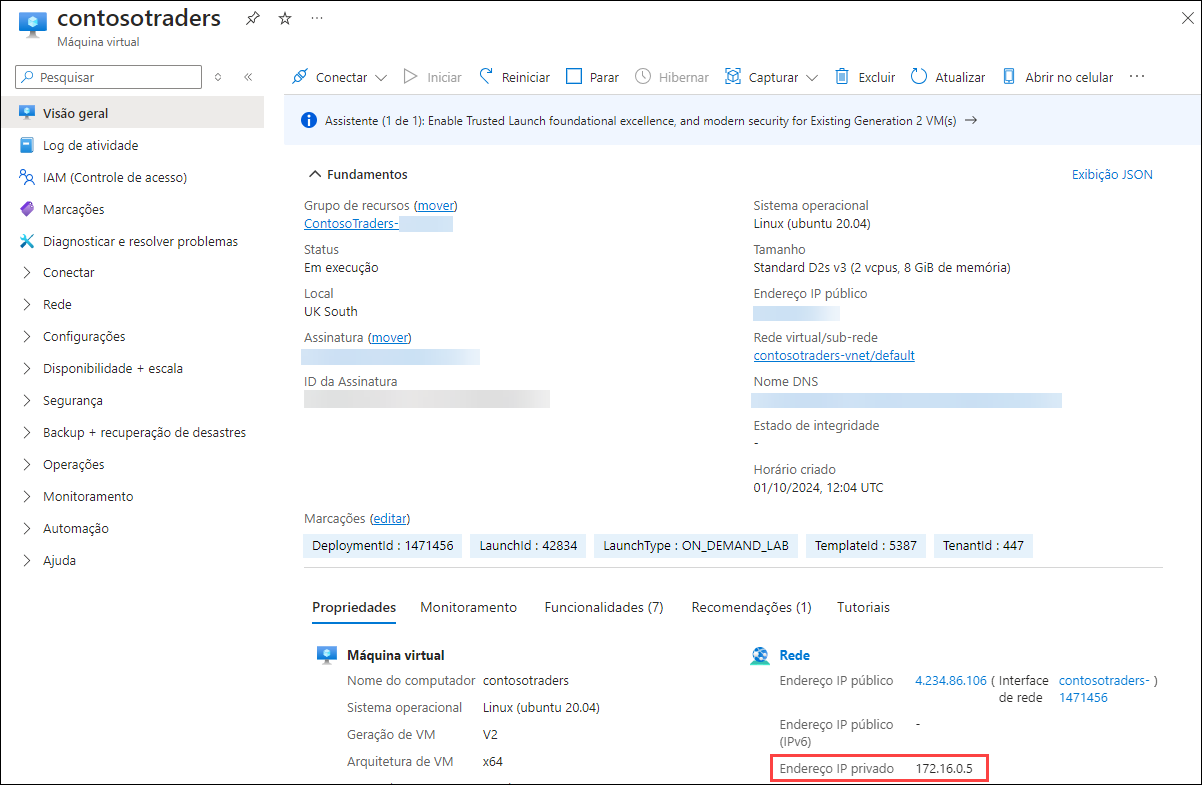 contosotraders
Máquina virtual
Pesquisar
Visão geral
Log de atividade
IAM (Controle de acesso)
Marcações
Diagnosticar e resolver problemas
Conectar
Rede
Configurações
Disponibilidade + escala
Segurança
Backup + recuperação de desastres
Operações
Monitoramento
Automação
Ajuda
Conectar Iniciar Reiniciar Parar Hibernar Capturar Excluir Atualizar Abrir no celular
Assistente (1 de 1): Enable Trusted Launch foundational excellence, and modern security for Existing Generation 2 VM(s) →
Fundamentos
Exibição JSON
Grupo de recursos (mover)
ContosoTraders-
Status
Em execução
Local
UK South
Assinatura (mover)
ID da Assinatura
Sistema operacional
Linux (ubuntu 20.04)
Tamanho
Standard D2s v3 (2 vcpus, 8 GiB de memória)
Endereço IP público
Rede virtual/sub-rede
contosotraders-vnet/default
Nome DNS
Estado de integridade
-
Horário criado
01/10/2024, 12:04 UTC
Marcações (editar)
DeploymentId : 1471456 LaunchId : 42834 LaunchType : ON_DEMAND_LAB TemplateId : 5387 TenantId : 447
Propriedades Monitoramento Funcionalidades (7) Recomendações (1) Tutoriais
Máquina virtual
Nome do computador contosotraders
Sistema operacional Linux (ubuntu 20.04)
Geração de VM V2
Arquitetura de VM x64
Rede
Endereço IP público 4.234.86.106 ( Interface contosotraders- )
de rede 1471456
Endereço IP público -
(IPv6)
Endereço IP privado 172.16.0.5